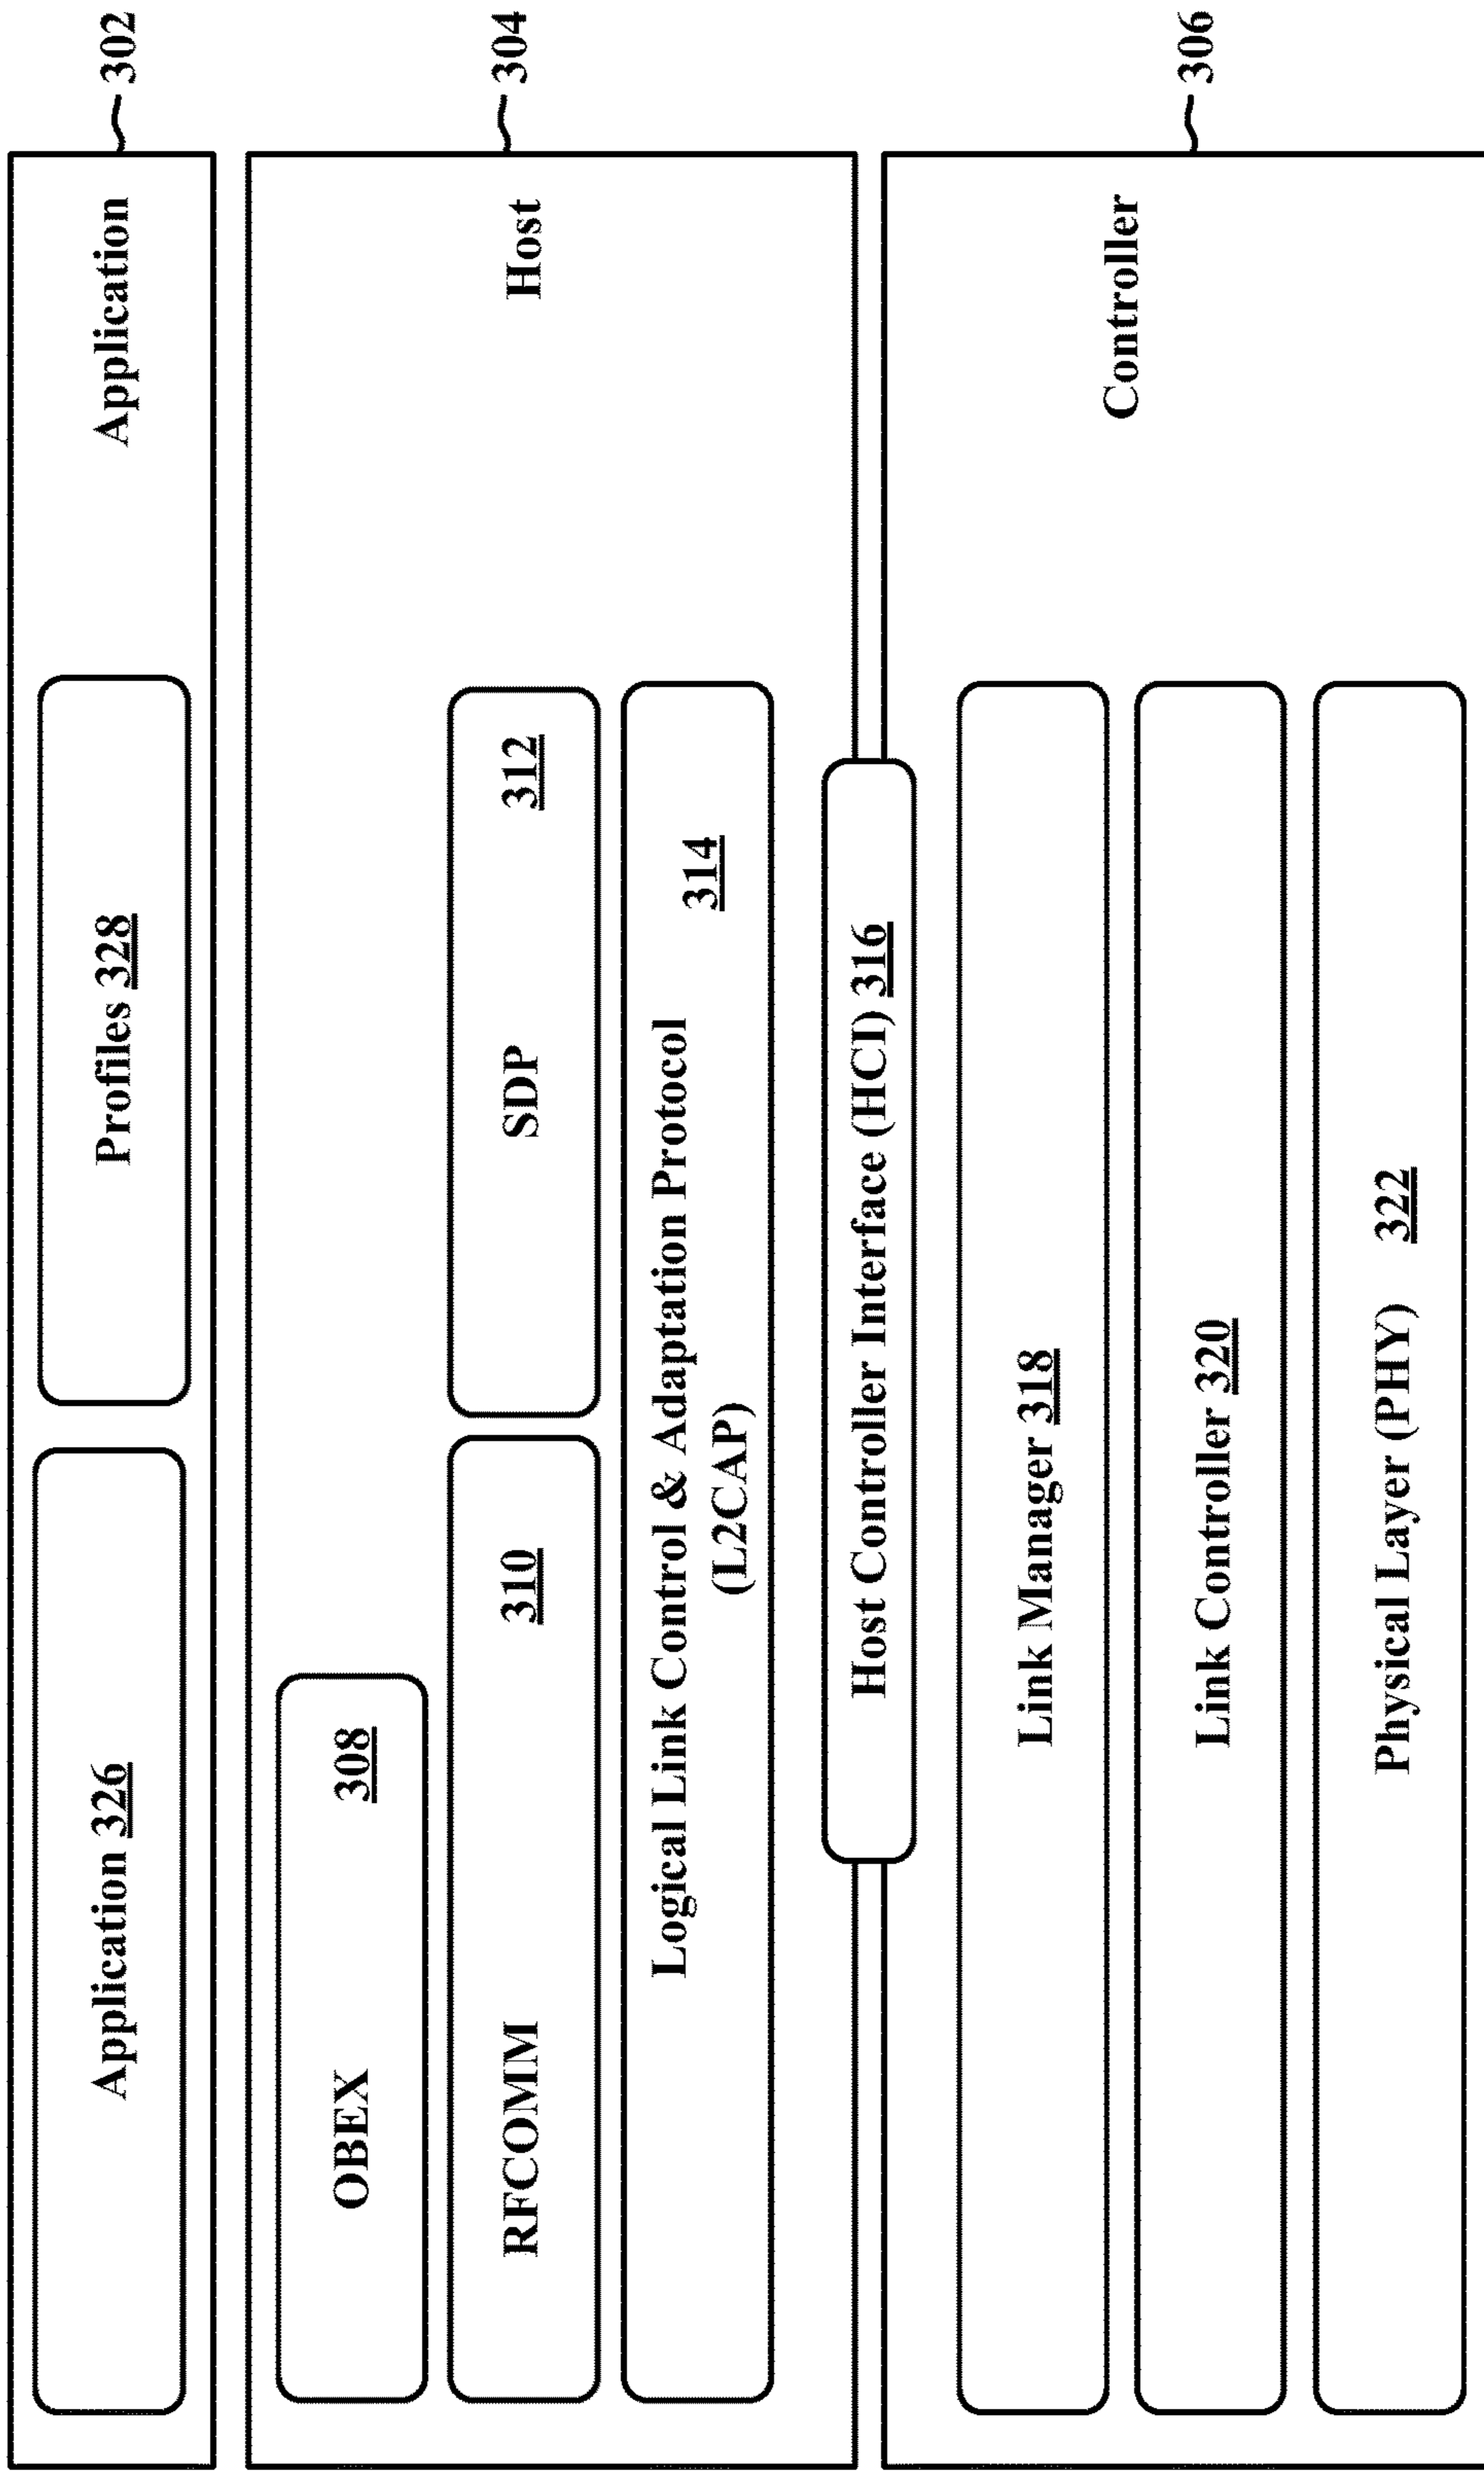 Application 326
Profiles 328
Application
302
OBEX
308
RFCOMM
310
SDP
312
Logical Link Control & Adaptation Protocol
(L2CAP)
314
Host
304
Host Controller Interface (HCI) 316
Link Manager 318
Link Controller 320
Physical Layer (PHY) 322
Controller
306